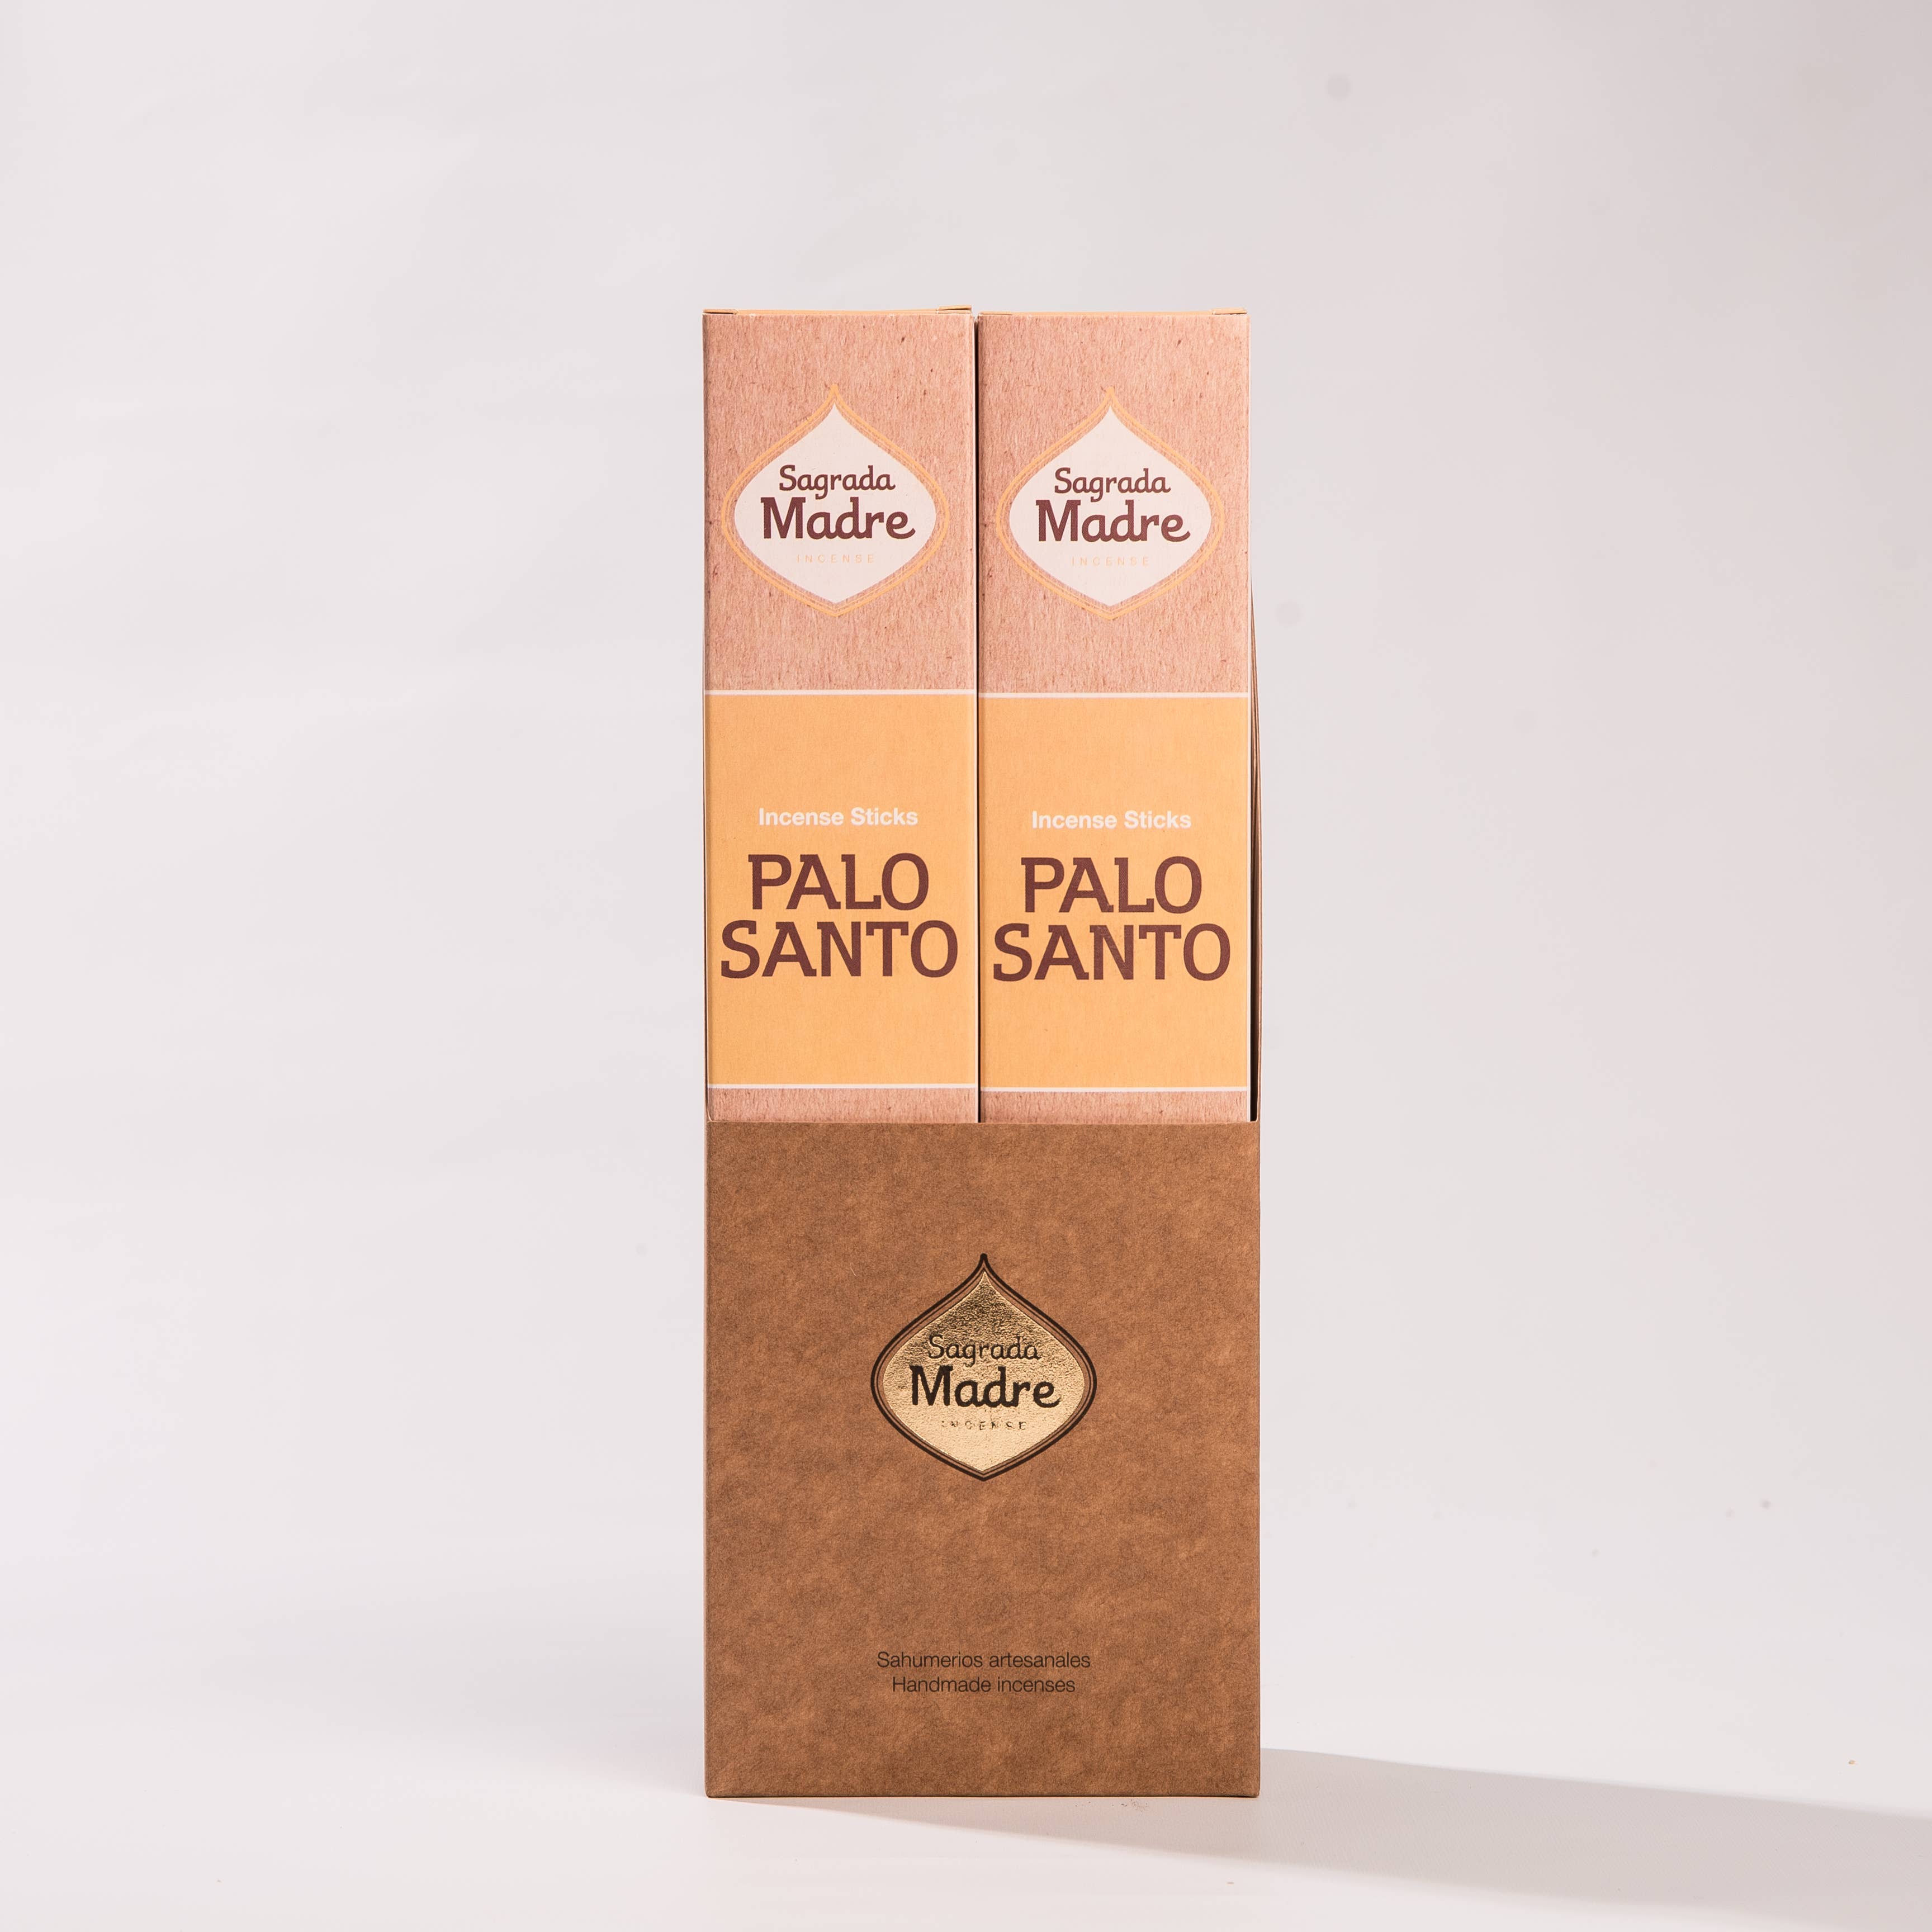 Sagrada
Madre
INCENSE
Incense Sticks
PALO
SANTO
Sagrada
Madre
INCENSE
Incense Sticks
PALO
SANTO
Sagrada
Madre
INCENSE
Sahumerios artesanales
Handmade incenses